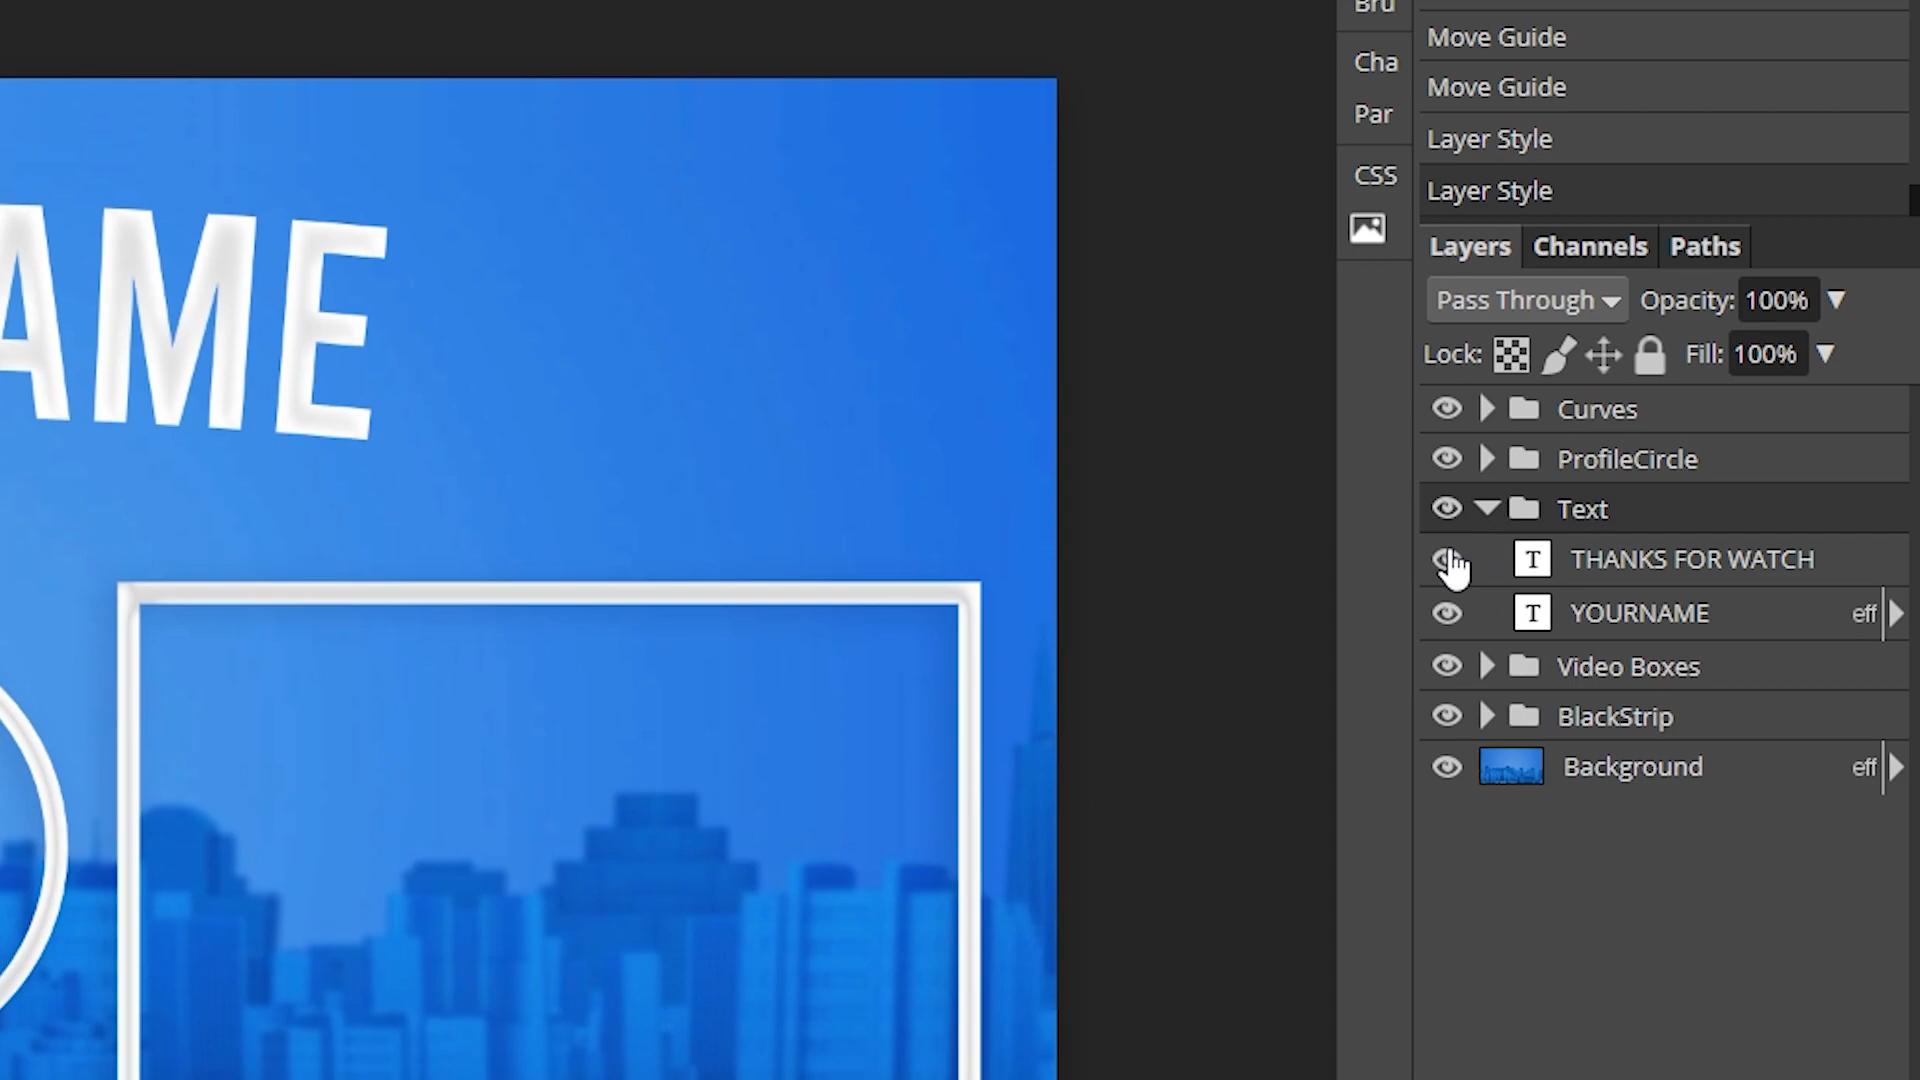 Bru
Cha
Par
CSS
Move Guide
Move Guide
Layer Style
Layer Style
Layers Channels Paths
Pass Through Opacity: 100%
Lock: Fill: 100%
Curves
ProfileCircle
Text
T THANKS FOR WATCH
T YOURNAME eff
Video Boxes
BlackStrip
Background eff
AME